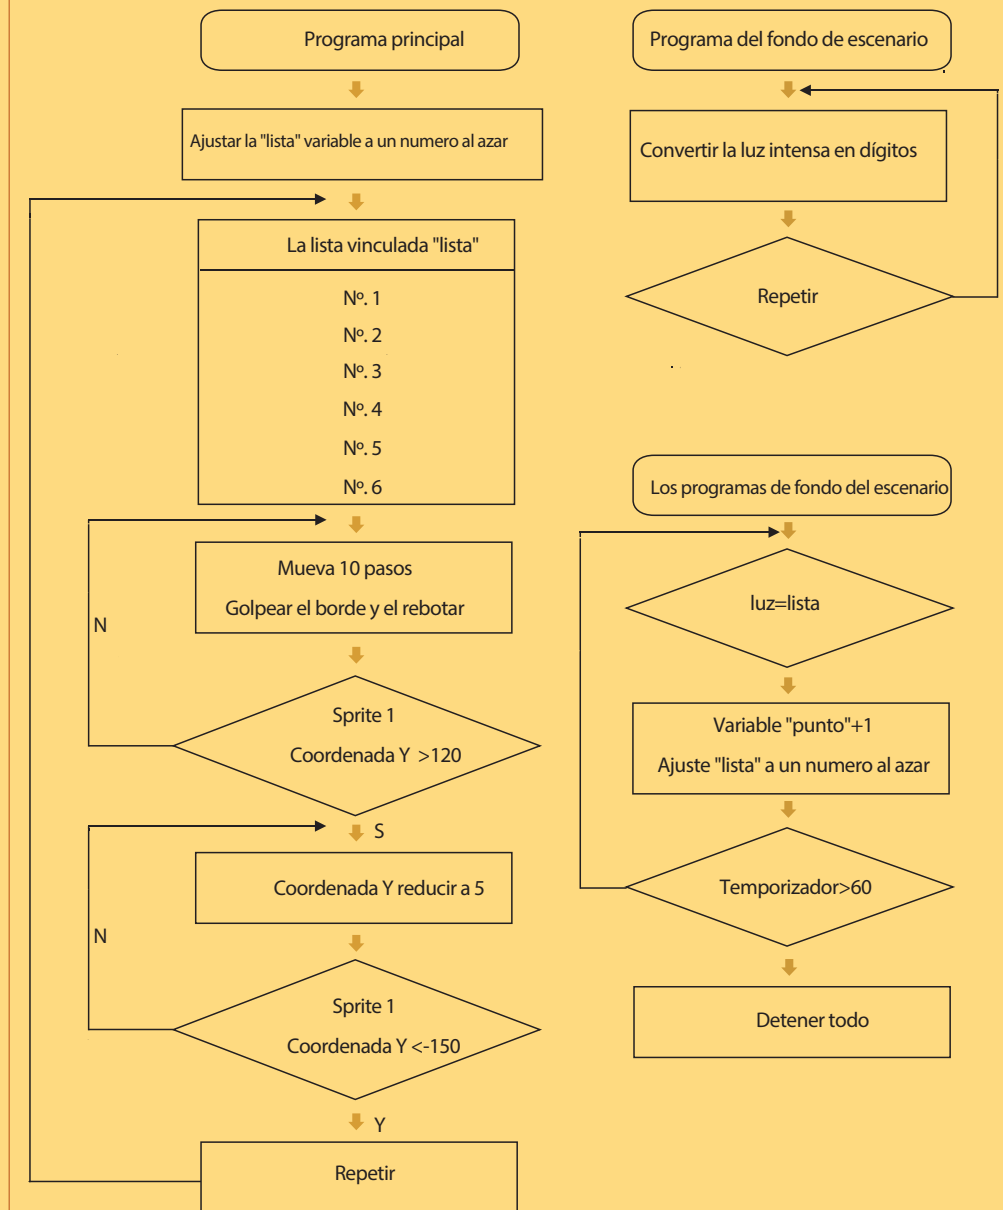 Programa principal
Ajustar la "lista" variable a un numero al azar
La lista vinculada "lista"
Nº. 1
Nº. 2
Nº. 3
Nº. 4
Nº. 5
Nº. 6
Mueva 10 pasos
Golpear el borde y el rebotar
N
Sprite 1
Coordenada Y >120
S
Coordenada Y reducir a 5
N
Sprite 1
Coordenada Y <-150
Y
Repetir
Programa del fondo de escenario
Convertir la luz intensa en dígitos
Repetir
Los programas de fondo del escenario
luz=lista
Variable "punto"+1
Ajuste "lista" a un numero al azar
Temporizador>60
Detener todo